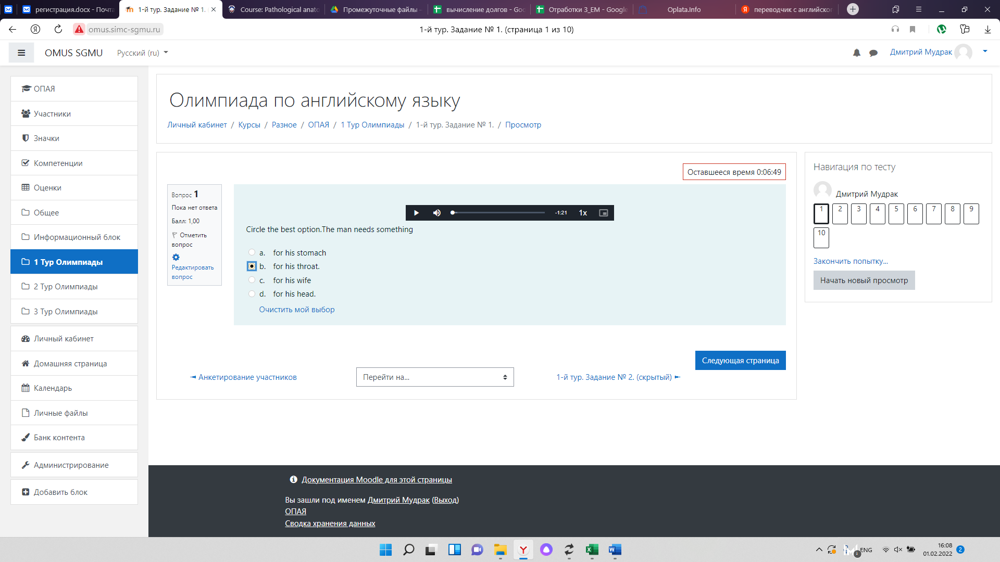 регистрация.docx - Почта
1-й тур. Задание № 1.
Course: Pathological anato
Промежуточные файлы –
вычисление долгов - Goo
Отработки 3_ЕМ - Google
Oplata.Info
переводчик с английског
omus.simc-sgmu.ru
1-й тур. Задание № 1. (страница 1 из 10)
OMUS SGMU
Русский (ru)
Дмитрий Мудрак
ОПАЯ
Участники
Значки
Компетенции
Оценки
Общее
Информационный блок
1 Тур Олимпиады
2 Тур Олимпиады
3 Тур Олимпиады
Личный кабинет
Домашняя страница
Календарь
Личные файлы
Банк контента
Администрирование
Добавить блок
Олимпиада по английскому языку
Личный кабинет / Курсы / Разное / ОПАЯ / 1 Тур Олимпиады / 1-й тур. Задание № 1. / Просмотр
Оставшееся время 0:06:49
Вопрос 1
Пока нет ответа
Балл: 1,00
Отметить
вопрос
Редактировать
вопрос
-1:21
1x
Circle the best option.The man needs something
a. for his stomach
b. for his throat.
c. for his wife
d. for his head.
Очистить мой выбор
Следующая страница
◄ Анкетирование участников
Перейти на...
1-й тур. Задание № 2. (скрытый) ►
Навигация по тесту
Дмитрий Мудрак
1 2 3 4 5 6 7 8 9
10
Закончить попытку...
Начать новый просмотр
Документация Moodle для этой страницы
Вы зашли под именем Дмитрий Мудрак (Выход)
ОПАЯ
Сводка хранения данных
ENG
16:08
01.02.2022
2